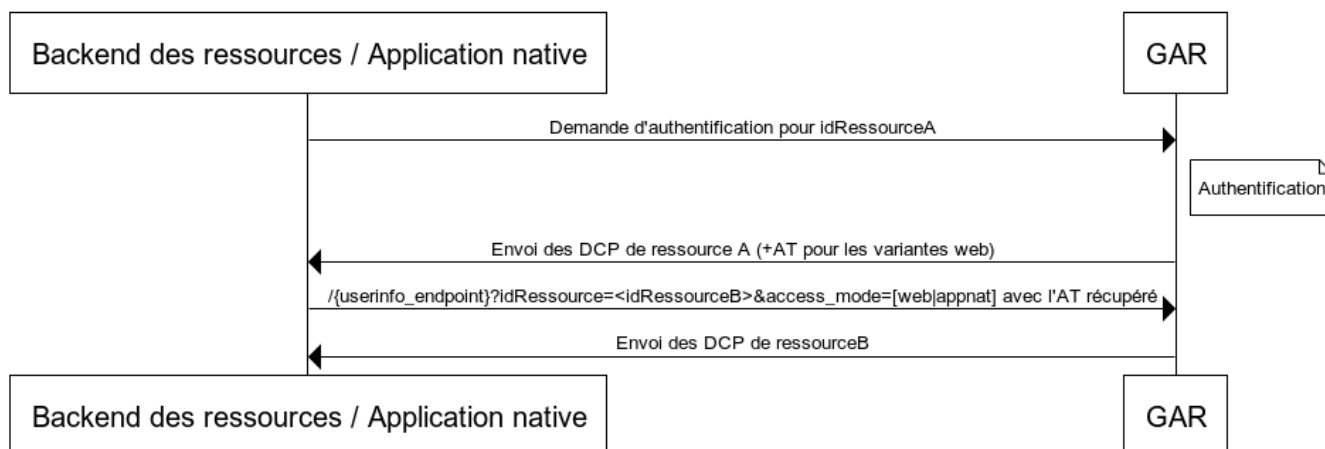 Backend des ressources / Application native
GAR
Demande d'authentification pour idRessourceA
Authentification
Envoi des DCP de ressource A (+AT pour les variantes web)
/{userinfo_endpoint}?idRessource=<idRessourceB>&access_mode=[web|appnat] avec l'AT récupéré
Envoi des DCP de ressourceB
Backend des ressources / Application native
GAR